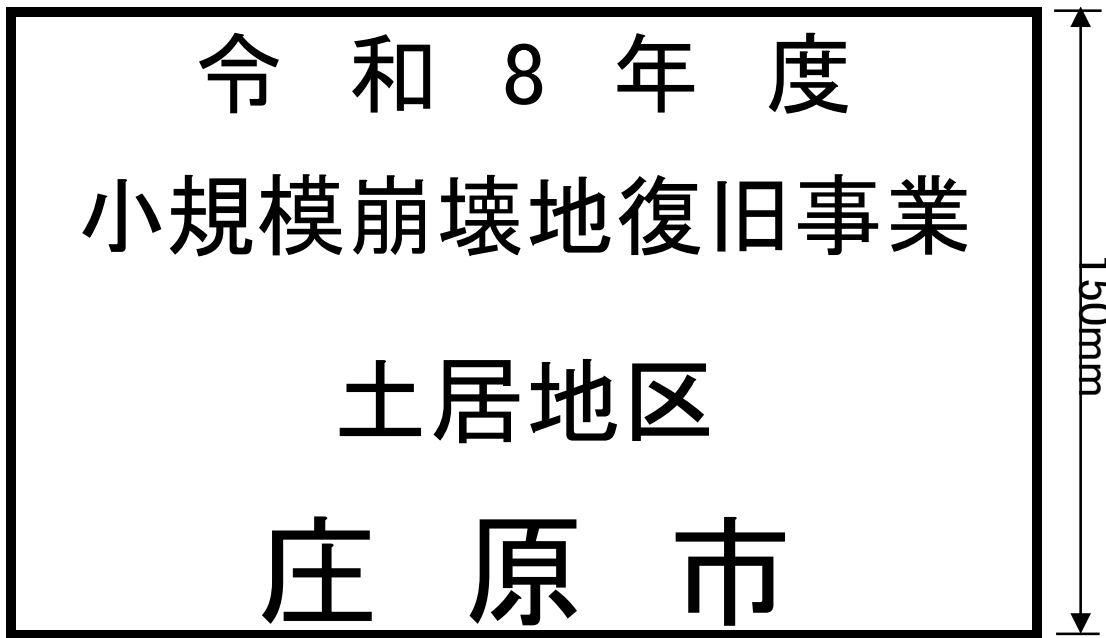 令和8年度
小規模崩壊地復旧事業
土居地区
庄原市
150mm